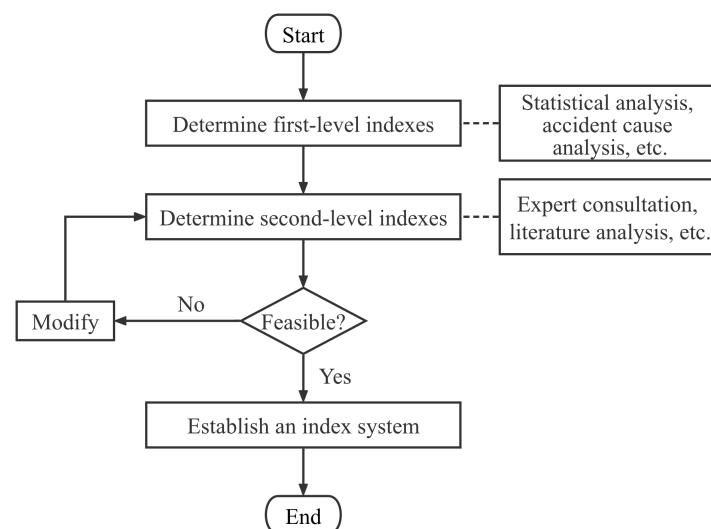 Start
Determine first-level indexes
Statistical analysis,
accident cause
analysis, etc.
Determine second-level indexes
Expert consultation,
literature analysis, etc.
Modify
No
Feasible?
Yes
Establish an index system
End